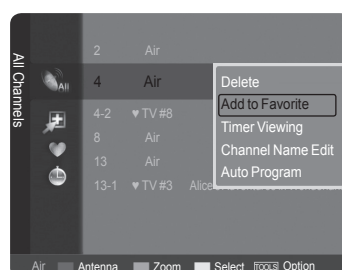 All Channels
All
2 Air
4 Air
4-2 ♥ TV #8
8 Air
13 Air
13-1 ♥ TV #3 Alice
Delete
Add to Favorite
Timer Viewing
Channel Name Edit
Auto Program
Air Antenna Zoom Select TOOLS Option